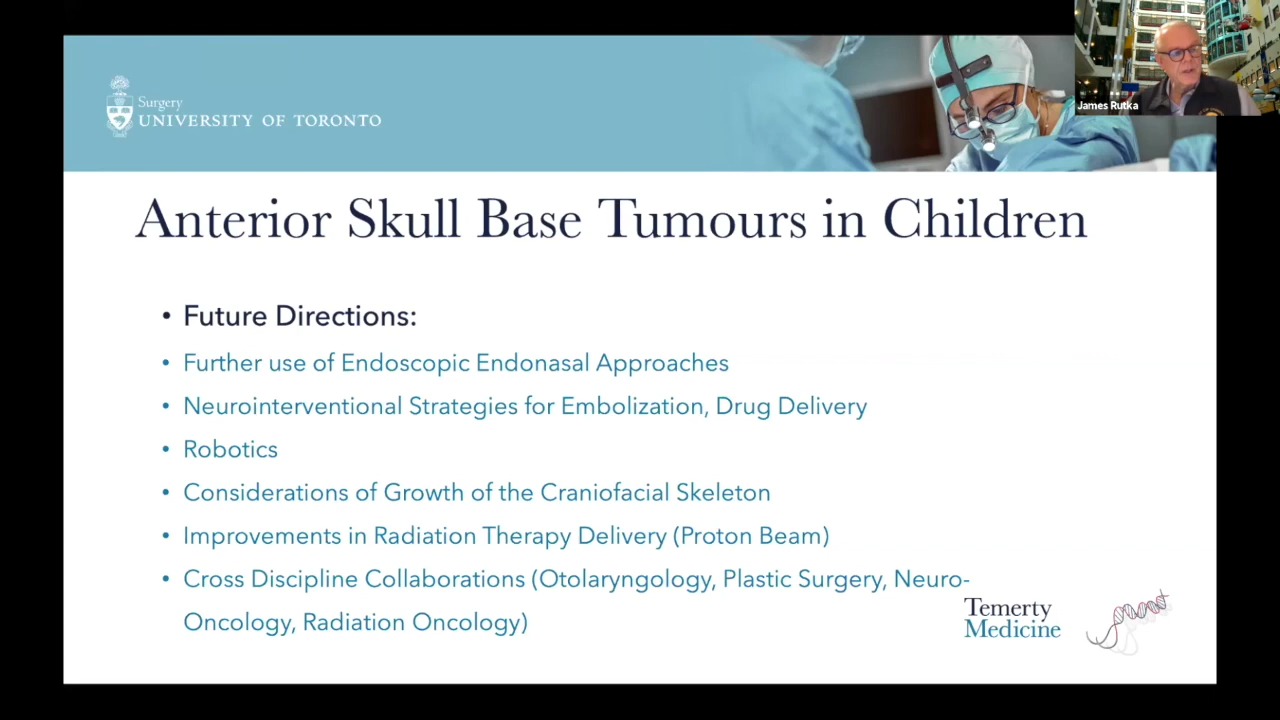 Surgery
UNIVERSITY OF TORONTO
James Rutka
Anterior Skull Base Tumours in Children
• Future Directions:
• Further use of Endoscopic Endonasal Approaches
• Neurointerventional Strategies for Embolization, Drug Delivery
• Robotics
• Considerations of Growth of the Craniofacial Skeleton
• Improvements in Radiation Therapy Delivery (Proton Beam)
• Cross Discipline Collaborations (Otolaryngology, Plastic Surgery, Neuro-
Oncology, Radiation Oncology)
Temerty
Medicine